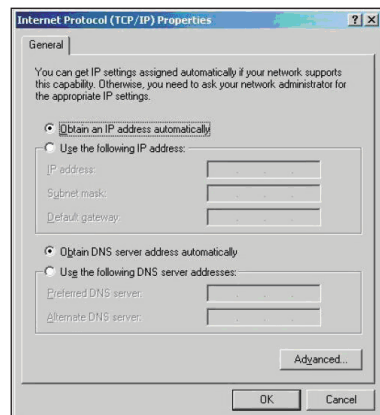 Internet Protocol (TCP/IP) Properties
General
You can get IP settings assigned automatically if your network supports
this capability. Otherwise, you need to ask your network administrator for
the appropriate IP settings.
Obtain an IP address automatically
Use the following IP address:
IP address:
Subnet mask:
Default gateway:
Obtain DNS server address automatically
Use the following DNS server addresses:
Preferred DNS server:
Alternate DNS server:
Advanced...
OK Cancel